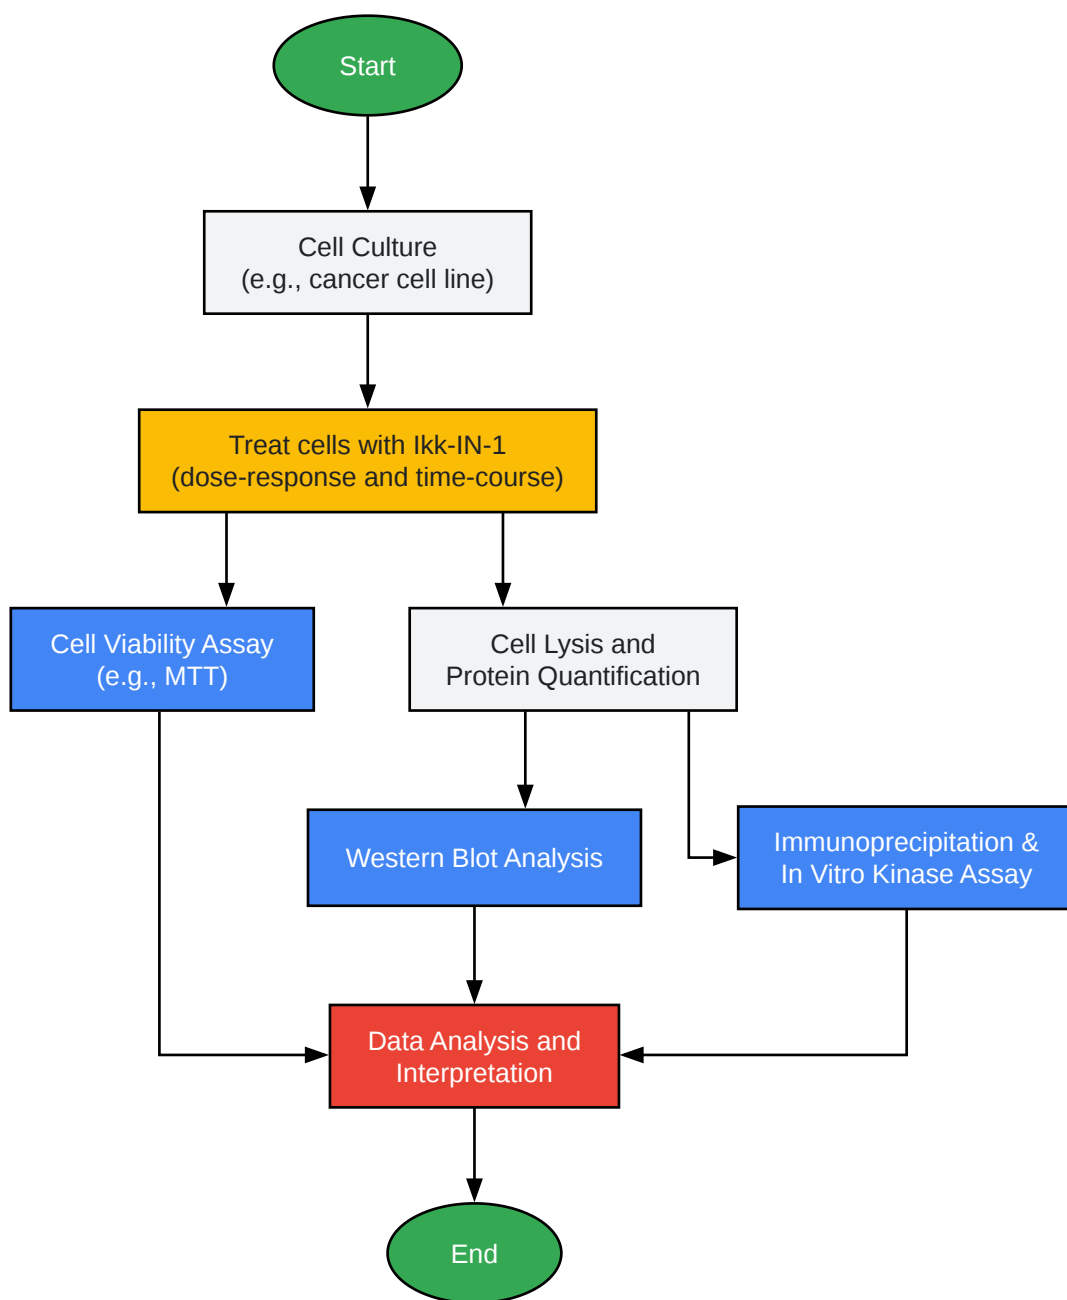 Start
Cell Culture
(e.g., cancer cell line)
Treat cells with Ikk-IN-1
(dose-response and time-course)
Cell Viability Assay
(e.g., MTT)
Cell Lysis and
Protein Quantification
Western Blot Analysis
Immunoprecipitation &
In Vitro Kinase Assay
Data Analysis and
Interpretation
End